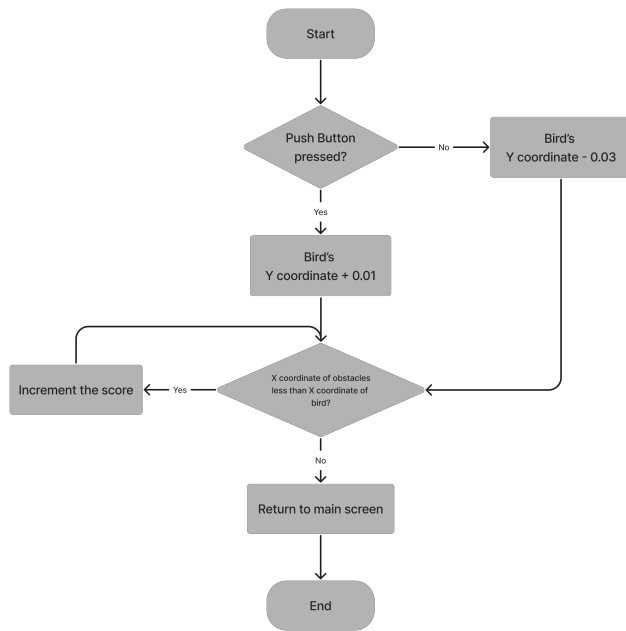 Start
Push Button
pressed?
No
Bird's
Y coordinate - 0.03
Yes
Bird's
Y coordinate + 0.01
X coordinate of obstacles
less than X coordinate of
bird?
Yes
Increment the score
No
Return to main screen
End